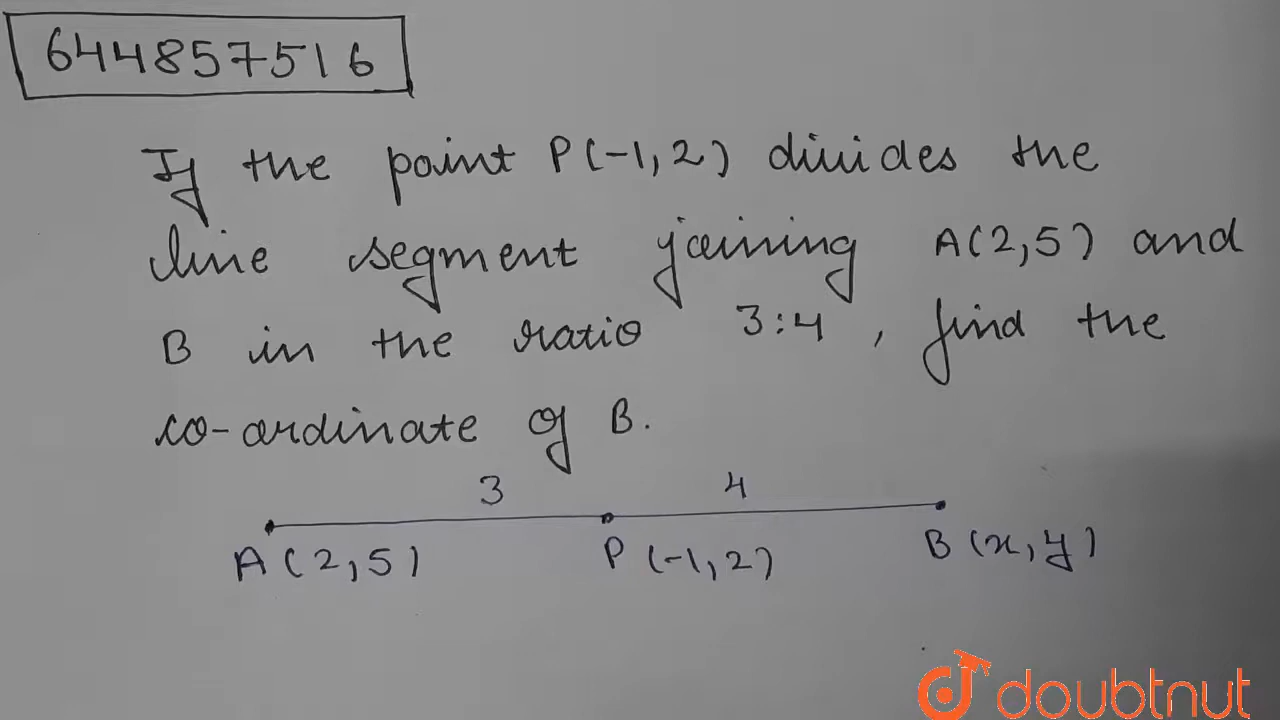 644857516
If the point P(-1,2) divides the
line segment joining A(2,5) and
B in the ratio 3:4, find the
co-ordinate of B.
3 4
A(2,5) P(-1,2) B(x,y)
doubtnut